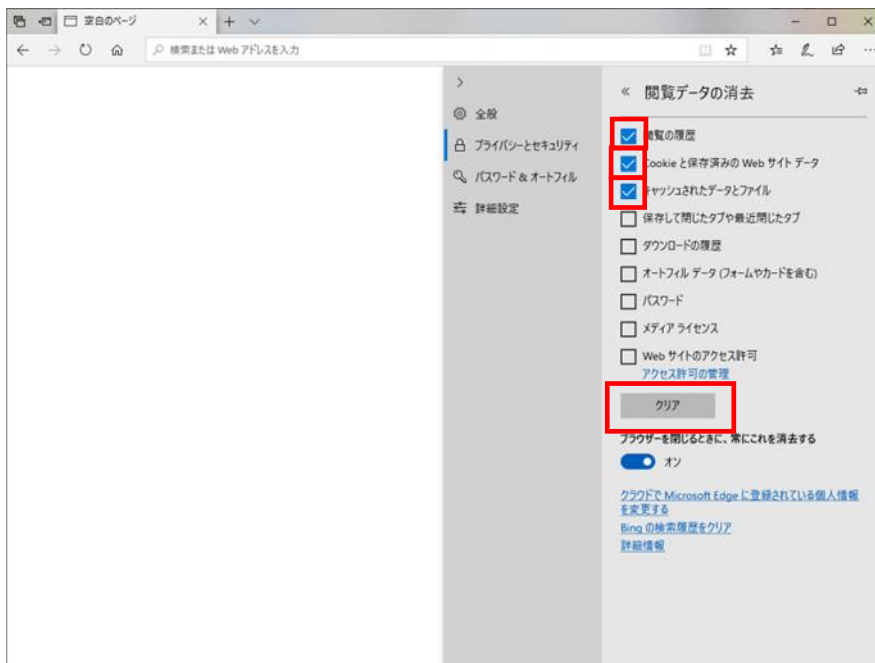 空白のページ
検索または Web アドレスを入力
全般
プライバシーとセキュリティ
パスワード & オートフィル
詳細設定
閲覧データの消去
閲覧の履歴
Cookie と保存済みの Web サイト データ
キャッシュされたデータとファイル
保存して閉じたタブや最近閉じたタブ
ダウンロードの履歴
オートフィル データ (フォームやカードを含む)
パスワード
メディア ライセンス
Web サイトのアクセス許可
アクセス許可の管理
クリア
ブラウザーを閉じるときに、常にこれを消去する
オン
クラウドで Microsoft Edge に登録されている個人情報
を変更する
Bing の検索履歴をクリア
詳細情報